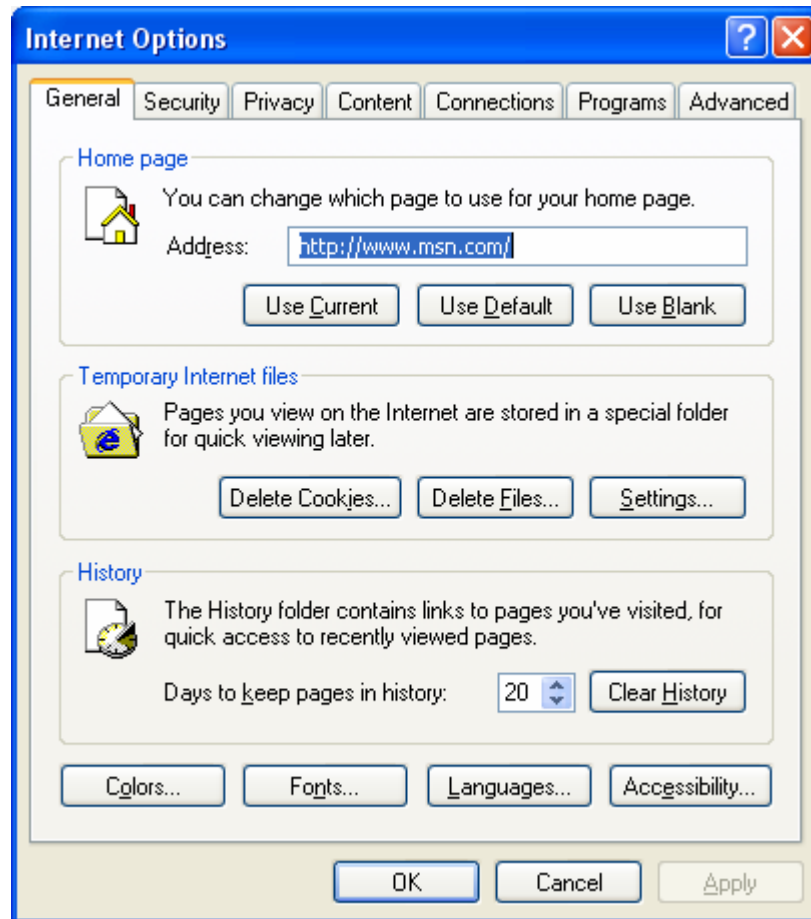 Internet Options
General Security Privacy Content Connections Programs Advanced
Home page
You can change which page to use for your home page.
Address: http://www.msn.com/
Use Current Use Default Use Blank
Temporary Internet files
Pages you view on the Internet are stored in a special folder
for quick viewing later.
Delete Cookies... Delete Files... Settings...
History
The History folder contains links to pages you've visited, for
quick access to recently viewed pages.
Days to keep pages in history: 20 Clear History
Colors... Fonts... Languages... Accessibility...
OK Cancel Apply